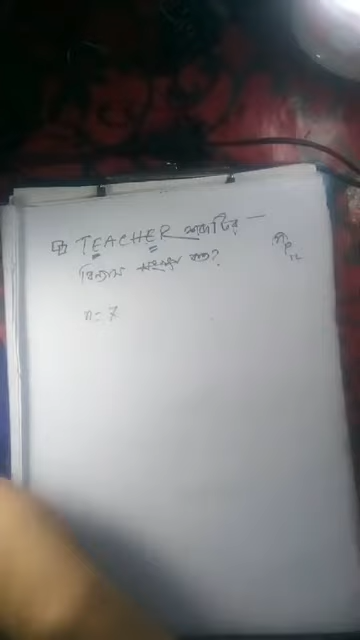 TEACHER শব্দটির —
বিন্যাস সংখ্যা কত?
n = 7